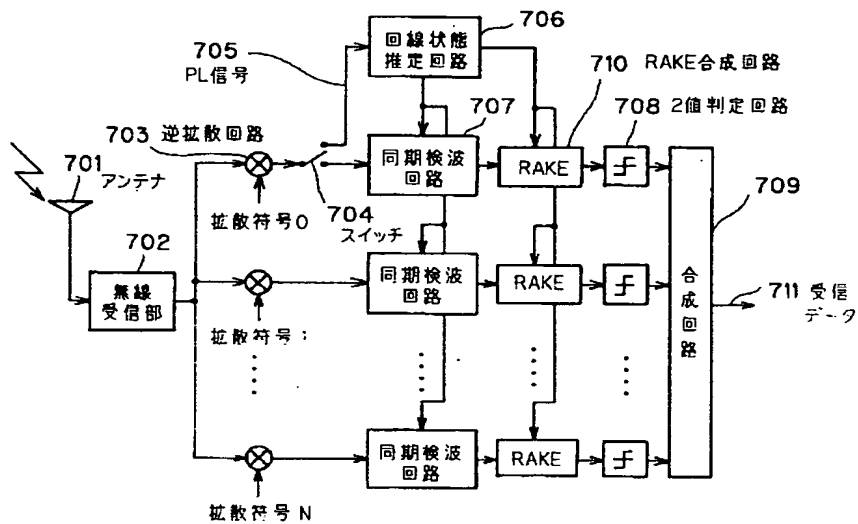 706
705
PL信号
回線状態
推定回路
710 RAKE合成回路
707
708 2値判定回路
703 逆拡散回路
701
アンテナ
同期検波
回路
RAKE
709
拡散符号0
704
スイッチ
702
無線
受信部
同期検波
回路
RAKE
合成回路
711 受信
データ
拡散符号
同期検波
回路
RAKE
拡散符号N